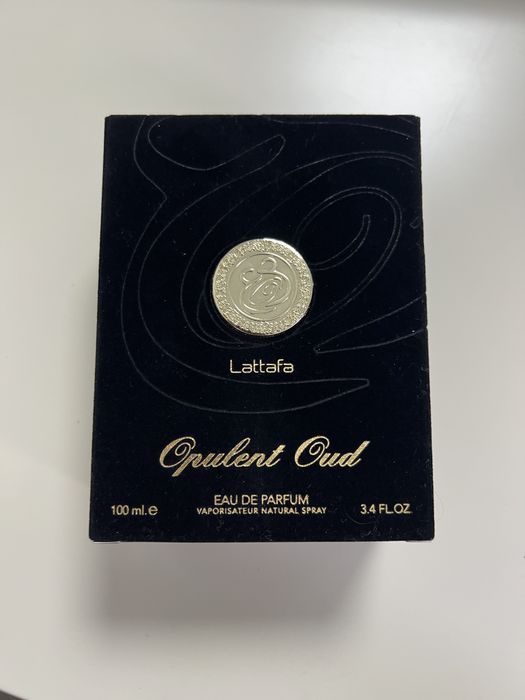 Lattafa
Opulent Oud
EAU DE PARFUM
VAPORISATEUR NATURAL SPRAY
100 ml.e
3.4 FL.OZ.